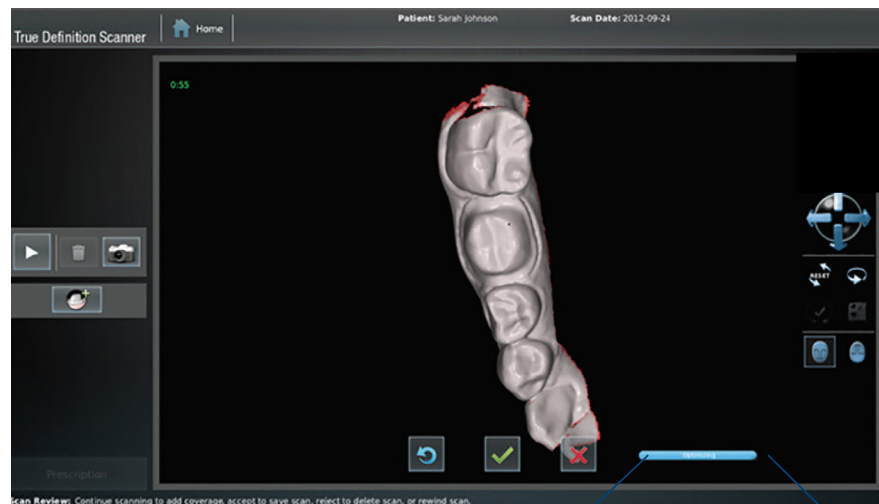 True Definition Scanner
Home
Patient: Sarah Johnson
Scan Date: 2012-09-24
0:55
RESET
Optimizing
Prescription
Scan Review: Continue scanning to add coverage, accept to save scan, reject to delete scan, or rewind scan.